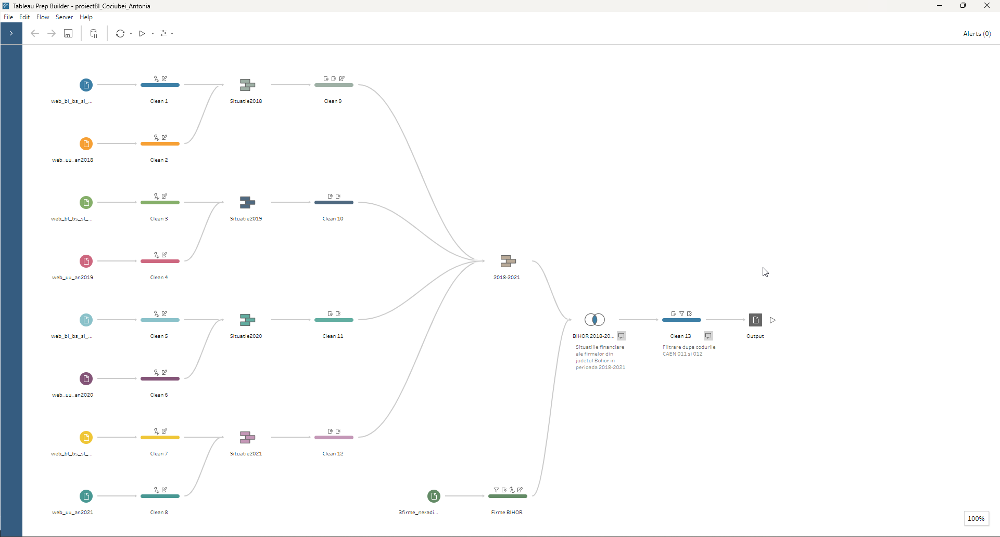 Tableau Prep Builder - proiectBI_Cociubei_Antonia
File Edit Flow Server Help
Alerts (0)
web_bl_bs_sl_...
Clean 1
Situatie2018
Clean 9
web_uu_an2018
Clean 2
web_bl_bs_sl_...
Clean 3
Situatie2019
Clean 10
web_uu_an2019
Clean 4
2018-2021
web_bl_bs_sl_...
Clean 5
Situatie2020
Clean 11
BIHOR 2018-20...
Situatiile financiare
ale firmelor din
judetul Bohor in
perioada 2018-2021
Clean 13
Filtrare dupa codurile
CAEN 011 si 012
Output
web_uu_an2020
Clean 6
web_bl_bs_sl_...
Clean 7
Situatie2021
Clean 12
web_uu_an2021
Clean 8
3firme_neradi...
Firme BIHOR
100%